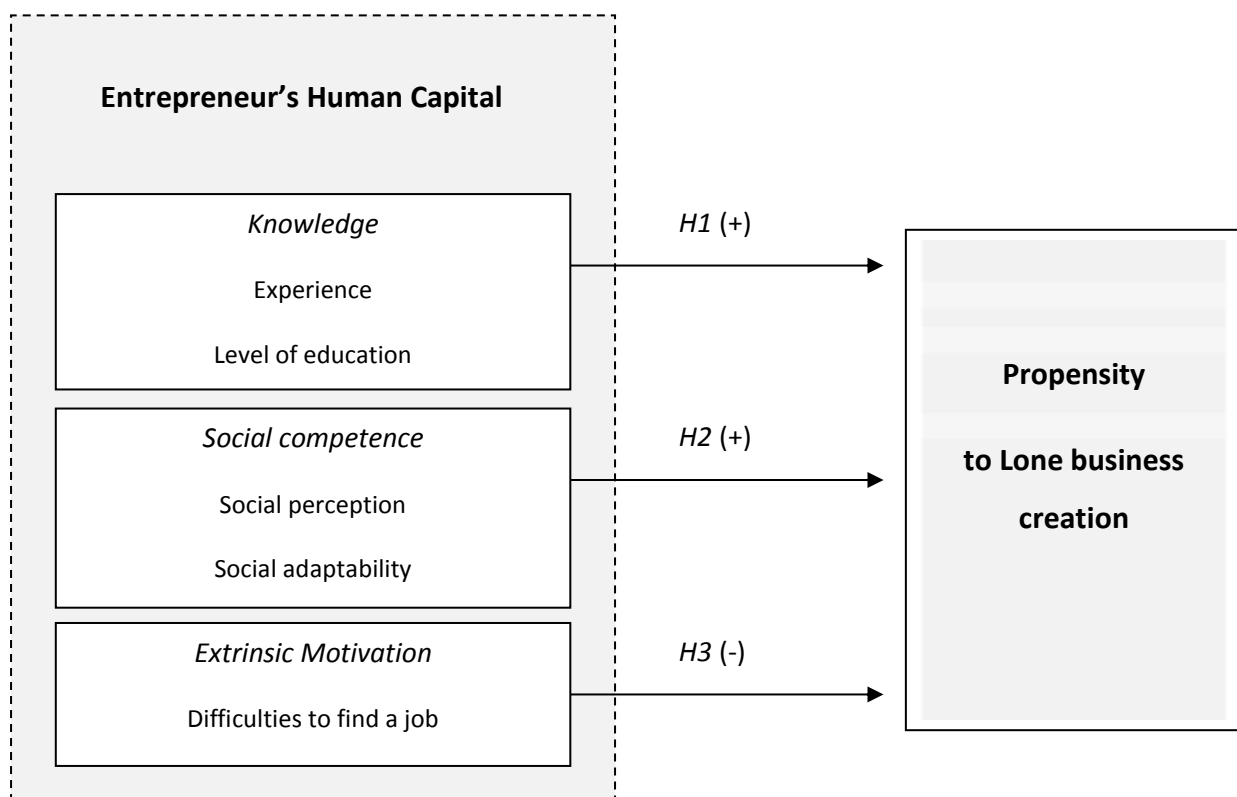 Entrepreneur’s Human Capital
Knowledge
Experience
Level of education
H1 (+)
Social competence
Social perception
Social adaptability
H2 (+)
Extrinsic Motivation
Difficulties to find a job
H3 (-)
Propensity
to Lone business
creation